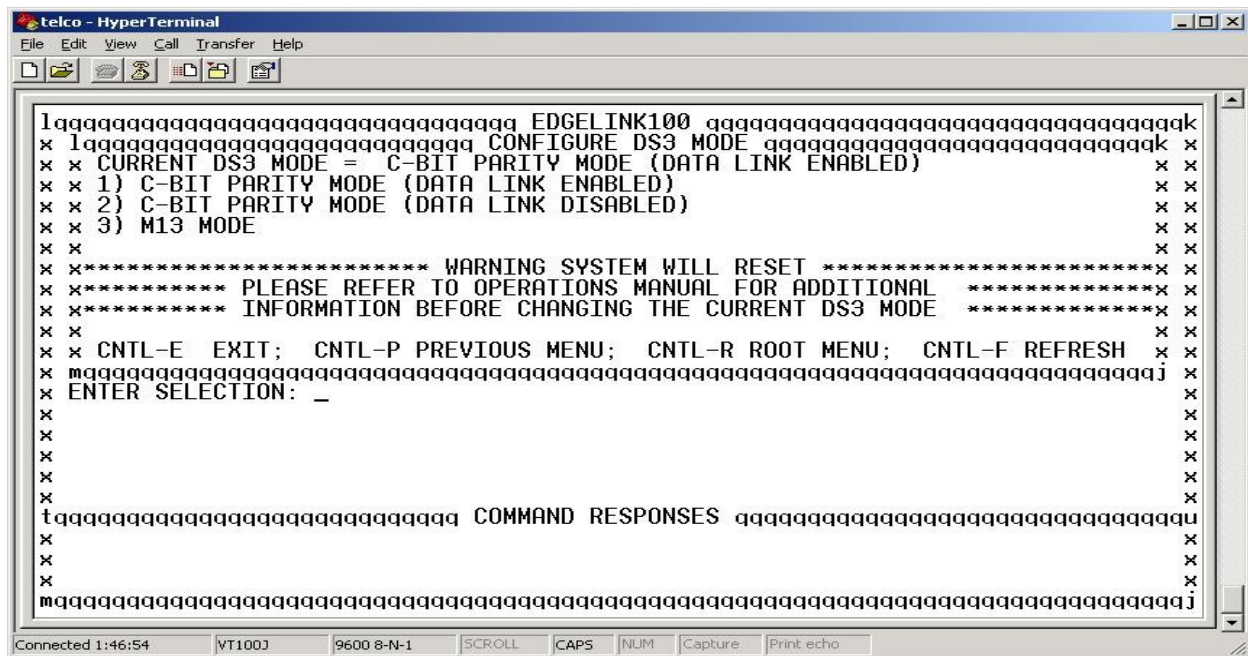 telco - HyperTerminal
File Edit View Call Transfer Help
lqqqqqqqqqqqqqqqqqqqqqqqqqqqqqqqqq EDGELINK100 qqqqqqqqqqqqqqqqqqqqqqqqqqqqqqqqqk
x lqqqqqqqqqqqqqqqqqqqqqqqqqqq CONFIGURE DS3 MODE qqqqqqqqqqqqqqqqqqqqqqqqqqqqk x
x x CURRENT DS3 MODE =  C-BIT PARITY MODE (DATA LINK ENABLED)                x x
x x 1) C-BIT PARITY MODE (DATA LINK ENABLED)                                 x x
x x 2) C-BIT PARITY MODE (DATA LINK DISABLED)                                x x
x x 3) M13 MODE                                                              x x
x x                                                                          x x
x x************************ WARNING SYSTEM WILL RESET ***********************x x
x x********** PLEASE REFER TO OPERATIONS MANUAL FOR ADDITIONAL  *************x x
x x********** INFORMATION BEFORE CHANGING THE CURRENT DS3 MODE  *************x x
x x                                                                          x x
x x CNTL-E  EXIT;  CNTL-P PREVIOUS MENU;  CNTL-R ROOT MENU;  CNTL-F REFRESH  x x
x mqqqqqqqqqqqqqqqqqqqqqqqqqqqqqqqqqqqqqqqqqqqqqqqqqqqqqqqqqqqqqqqqqqqqqqqqqqj x
x ENTER SELECTION: _                                                           x
x                                                                              x
x                                                                              x
x                                                                              x
x                                                                              x
x                                                                              x
tqqqqqqqqqqqqqqqqqqqqqqqqqqqq COMMAND RESPONSES qqqqqqqqqqqqqqqqqqqqqqqqqqqqqqqu
x                                                                              x
x                                                                              x
x                                                                              x
mqqqqqqqqqqqqqqqqqqqqqqqqqqqqqqqqqqqqqqqqqqqqqqqqqqqqqqqqqqqqqqqqqqqqqqqqqqqqqqj
Connected 1:46:54 VT100J 9600 8-N-1 SCROLL CAPS NUM Capture Print echo